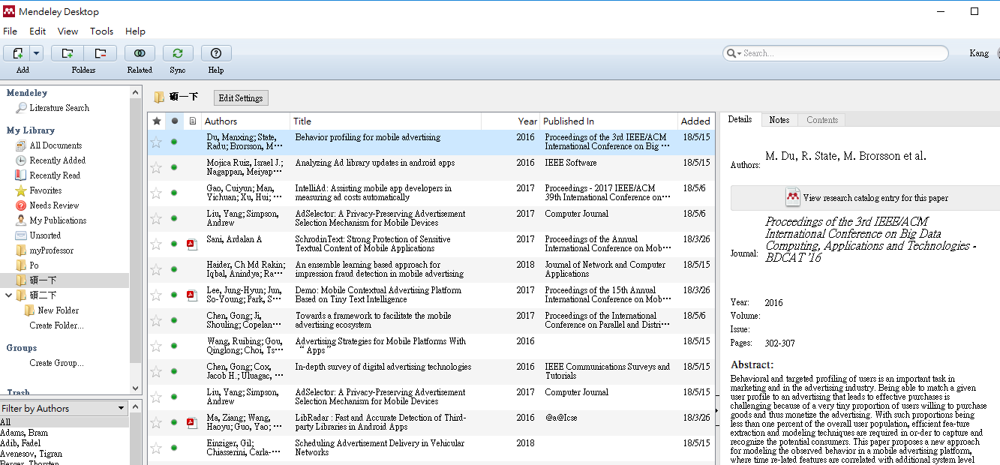 Mendeley Desktop
File Edit View Tools Help
Add Folders Related Sync Help
Search...
Kang
Mendeley
Literature Search
My Library
All Documents
Recently Added
Recently Read
Favorites
Needs Review
My Publications
Unsorted
myProfessor
Po
碩一下
碩二下
New Folder
Create Folder...
Groups
Create Group...
Trash
Filter by Authors
All
Adams, Bram
Adib, Fadel
Avenesov, Tigran
Berger, Thorsten
碩一下 Edit Settings
Authors Title Year Published In Added
Du, Manxing; State, Behavior profiling for mobile advertising 2016 Proceedings of the 3rd IEEE/ACM 18/5/15
Radu; Brorsson, M··· International Conference on Big ···
Mojica Ruiz, Israel J.; Analyzing Ad library updates in android apps 2016 IEEE Software 18/5/15
Nagappan, Meiyap···
Gao, Cuiyun; Man, IntelliAd: Assisting mobile app developers in 2017 Proceedings - 2017 IEEE/ACM 18/5/6
Yichuan; Xu, Hui; ··· measuring ad costs automatically 39th International Conference on···
Liu, Yang; Simpson, AdSelector: A Privacy-Preserving Advertisement 2017 Computer Journal 18/5/6
Andrew Selection Mechanism for Mobile Devices
Sani, Ardalan A SchrodinText: Strong Protection of Sensitive 2017 Proceedings of the Annual 18/3/26
Textual Content of Mobile Applications International Conference on Mob···
Haider, Ch Md Rakin; An ensemble learning based approach for 2018 Journal of Network and Computer 18/5/15
Iqbal, Anindya; Ra··· impression fraud detection in mobile advertising Applications
Lee, Jung-Hyun; Jun, Demo: Mobile Contextual Advertising Platform 2017 Proceedings of the 15th Annual 18/3/26
So-Young; Park, S··· Based on Tiny Text Intelligence International Conference on Mob···
Chen, Gong; Ji, Towards a framework to facilitate the mobile 2017 Proceedings of the International 18/5/6
Shouling; Copelan··· advertising ecosystem Conference on Parallel and Distri···
Wang, Ruibing; Gou, Advertising Strategies for Mobile Platforms With 2016 18/5/15
Qinglong; Choi, Ts··· “Apps”
Chen, Gong; Cox, In-depth survey of digital advertising technologies 2016 IEEE Communications Surveys and 18/5/15
Jacob H.; Uluagac, ··· Tutorials
Liu, Yang; Simpson, AdSelector: A Privacy-Preserving Advertisement 2017 Computer Journal 18/5/15
Andrew Selection Mechanism for Mobile Devices
Ma, Ziang; Wang, LibRadar : Fast and Accurate Detection of Third- 2016 @a@Icse 18/3/26
Haoyu; Guo, Yao; ··· party Libraries in Android Apps
Einziger, Gil; Scheduling Advertisement Delivery in Vehicular 2018 18/5/15
Chiasserini, Carla-··· Networks
Details Notes Contents
Authors: M. Du, R. State, M. Brorsson et al.
View research catalog entry for this paper
Journal: Proceedings of the 3rd IEEE/ACM
International Conference on Big Data
Computing, Applications and Technologies -
BDCAT '16
Year: 2016
Volume:
Issue:
Pages: 302-307
Abstract:
Behavioral and targeted profiling of users is an important task in
marketing and in the advertising industry. Being able to match a given
user profile to an advertising that leads to effective purchases is
challenging because of a very tiny proportion of users willing to purchase
goods and thus monetize the advertising. With such proportions being
less than one percent of the overall user population, efficient fea-ture
extraction and modeling techniques are required in or-der to capture and
recognize the potential consumers. This paper proposes a new approach
for modeling the observed behavior in a mobile advertising platform,
where time re-lated features are correlated with additional system level